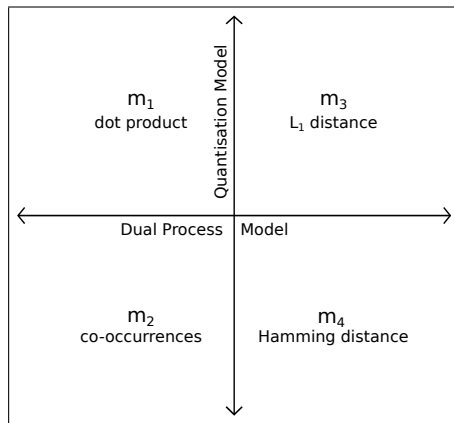 Quantisation Model
m₁
dot product
m₃
L₁ distance
Dual Process Model
m₂
co-occurrences
m₄
Hamming distance